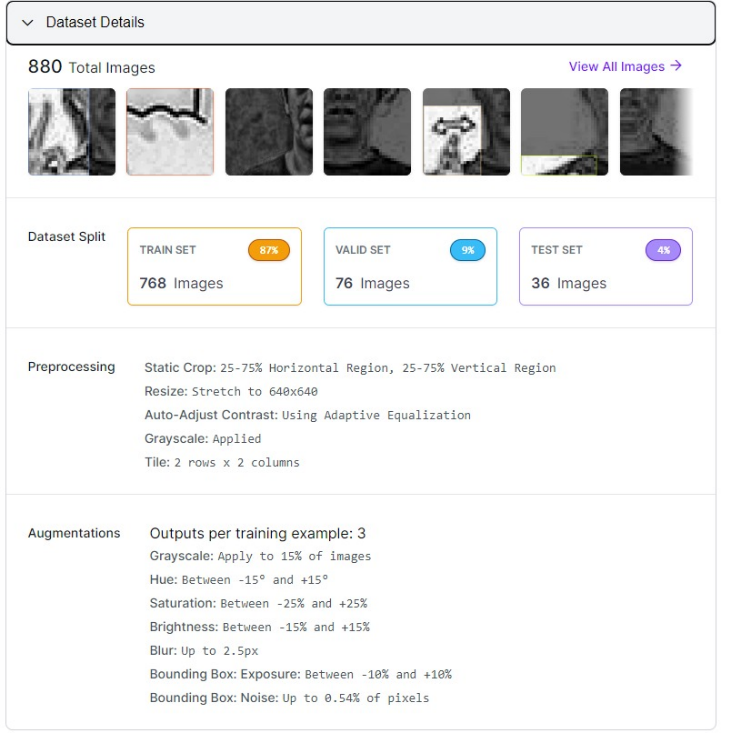 Dataset Details
880 Total Images
View All Images →
Dataset Split
TRAIN SET 87%
768 Images
VALID SET 9%
76 Images
TEST SET 4%
36 Images
Preprocessing
Static Crop: 25-75% Horizontal Region, 25-75% Vertical Region
Resize: Stretch to 640x640
Auto-Adjust Contrast: Using Adaptive Equalization
Grayscale: Applied
Tile: 2 rows x 2 columns
Augmentations
Outputs per training example: 3
Grayscale: Apply to 15% of images
Hue: Between -15° and +15°
Saturation: Between -25% and +25%
Brightness: Between -15% and +15%
Blur: Up to 2.5px
Bounding Box: Exposure: Between -10% and +10%
Bounding Box: Noise: Up to 0.54% of pixels